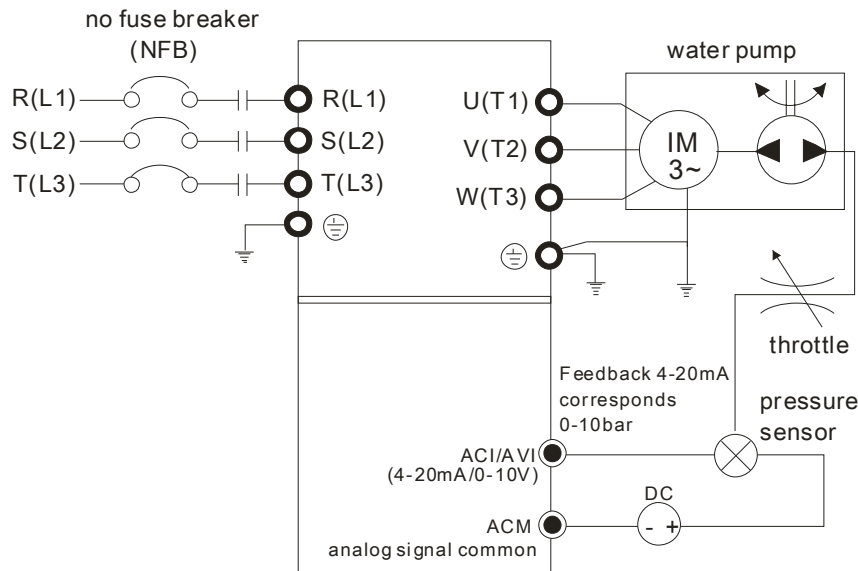 no fuse breaker
(NFB)
water pump
R(L1)
R(L1)
U(T1)
S(L2)
S(L2)
V(T2)
IM
3~
T(L3)
T(L3)
W(T3)
throttle
Feedback 4-20mA
corresponds
0-10bar
pressure
sensor
ACI/AVI
(4-20mA/0-10V)
DC
- +
ACM
analog signal common